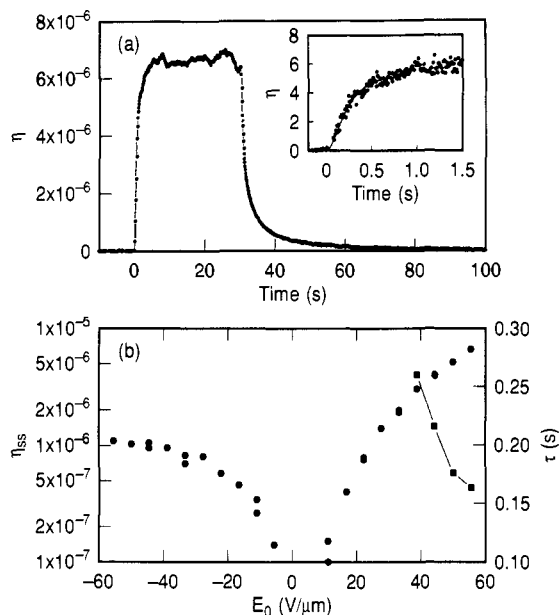 (a)
8x10⁻⁶
6x10⁻⁶
4x10⁻⁶
2x10⁻⁶
0
η
0 20 40 60 80 100
Time (s)
8
6
4
2
0
η
0 0.5 1.0 1.5
Time (s)
(b)
1x10⁻⁵
5x10⁻⁶
2x10⁻⁶
1x10⁻⁶
5x10⁻⁷
2x10⁻⁷
1x10⁻⁷
ηss
0.30
0.25
0.20
0.15
0.10
τ (s)
−60 −40 −20 0 20 40 60
E₀ (V/μm)